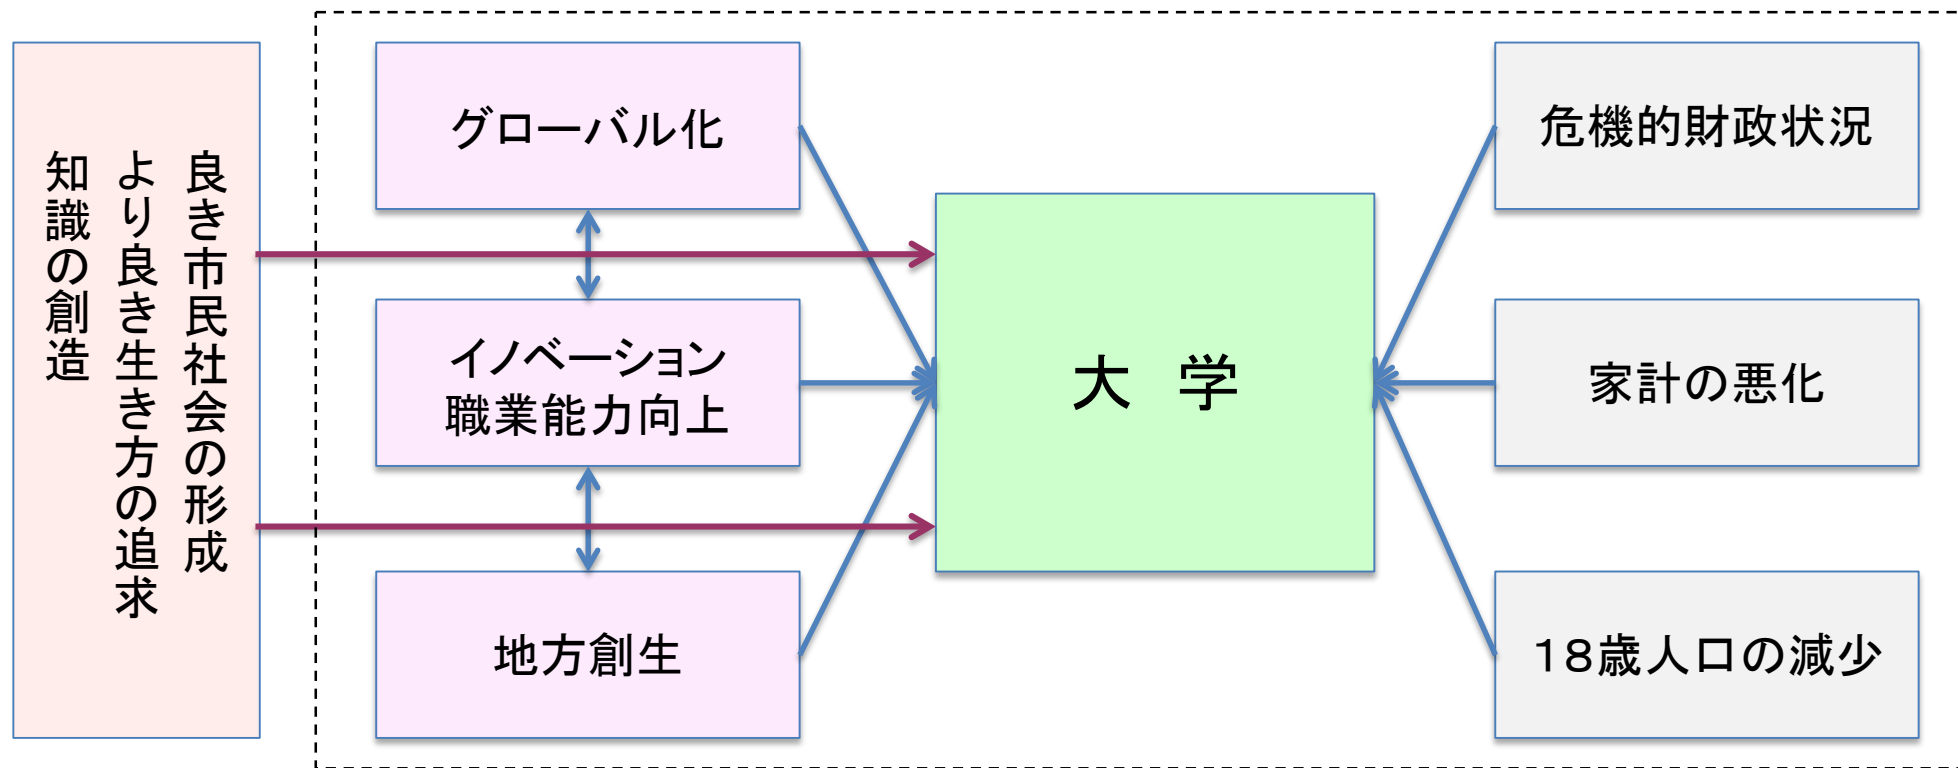 良き市民社会の形成
より良き生き方の追求
知識の創造
グローバル化
イノベーション
職業能力向上
地方創生
大　学
危機的財政状況
家計の悪化
１８歳人口の減少